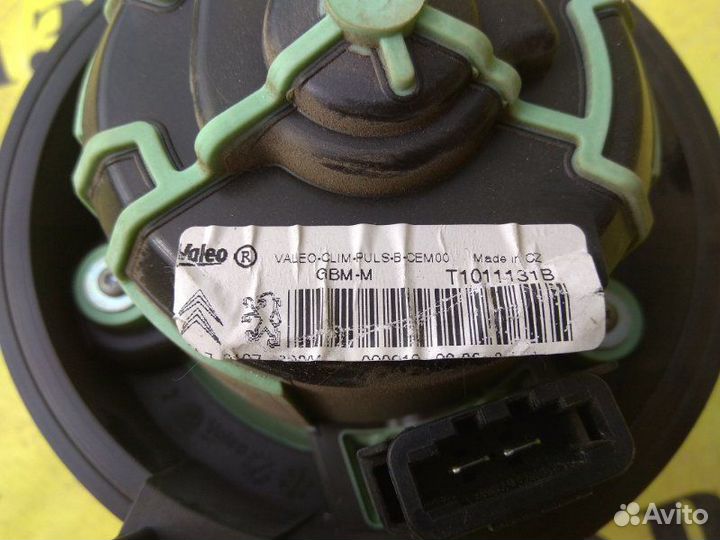 Valeo ® VALEO-CLIM-PULS-B-CEM00 Made in CZ
GBM-M T1011131B
Avito